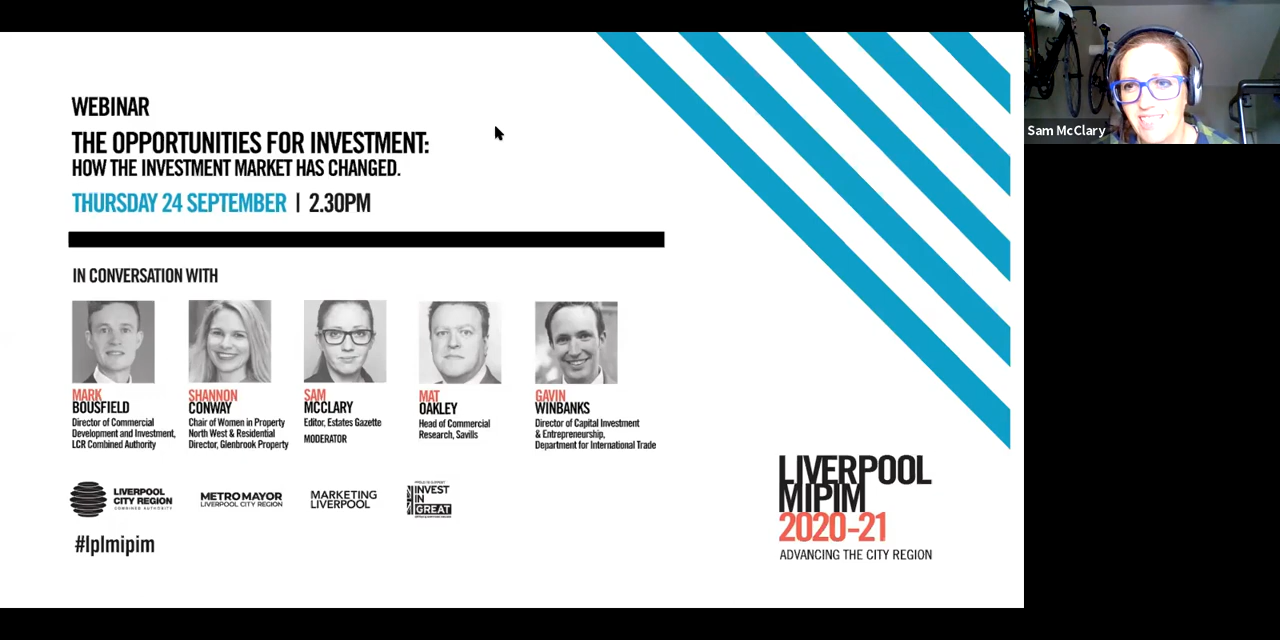 WEBINAR
THE OPPORTUNITIES FOR INVESTMENT:
HOW THE INVESTMENT MARKET HAS CHANGED.
THURSDAY 24 SEPTEMBER | 2.30PM
IN CONVERSATION WITH
MARK
BOUSFIELD
Director of Commercial
Development and Investment,
LCR Combined Authority
SHANNON
CONWAY
Chair of Women in Property
North West & Residential
Director, Glenbrook Property
SAM
MCCLARY
Editor, Estates Gazette
MODERATOR
MAT
OAKLEY
Head of Commercial
Research, Savills
GAVIN
WINBANKS
Director of Capital Investment
& Entrepreneurship,
Department for International Trade
LIVERPOOL
CITY REGION
COMBINED AUTHORITY
METRO MAYOR
LIVERPOOL CITY REGION
MARKETING
LIVERPOOL
INVEST
IN
GREAT
#lplmipim
LIVERPOOL
MIPIM
2020-21
ADVANCING THE CITY REGION
Sam McClary